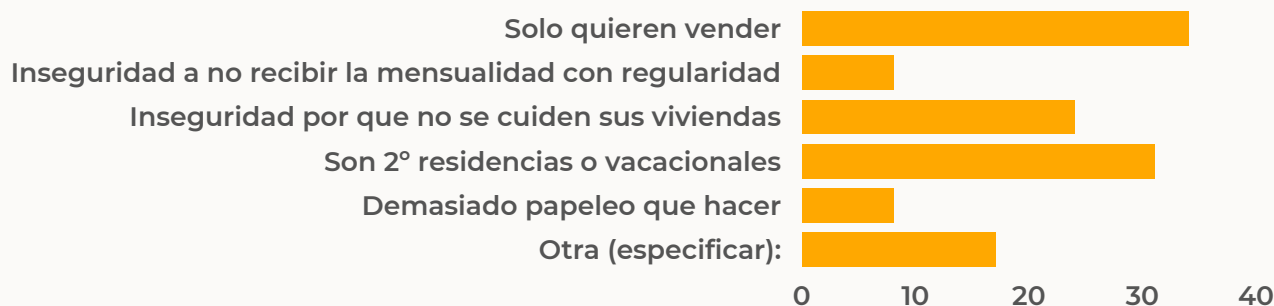 Solo quieren vender
Inseguridad a no recibir la mensualidad con regularidad
Inseguridad por que no se cuiden sus viviendas
Son 2º residencias o vacacionales
Demasiado papeleo que hacer
Otra (especificar):
0 10 20 30 40